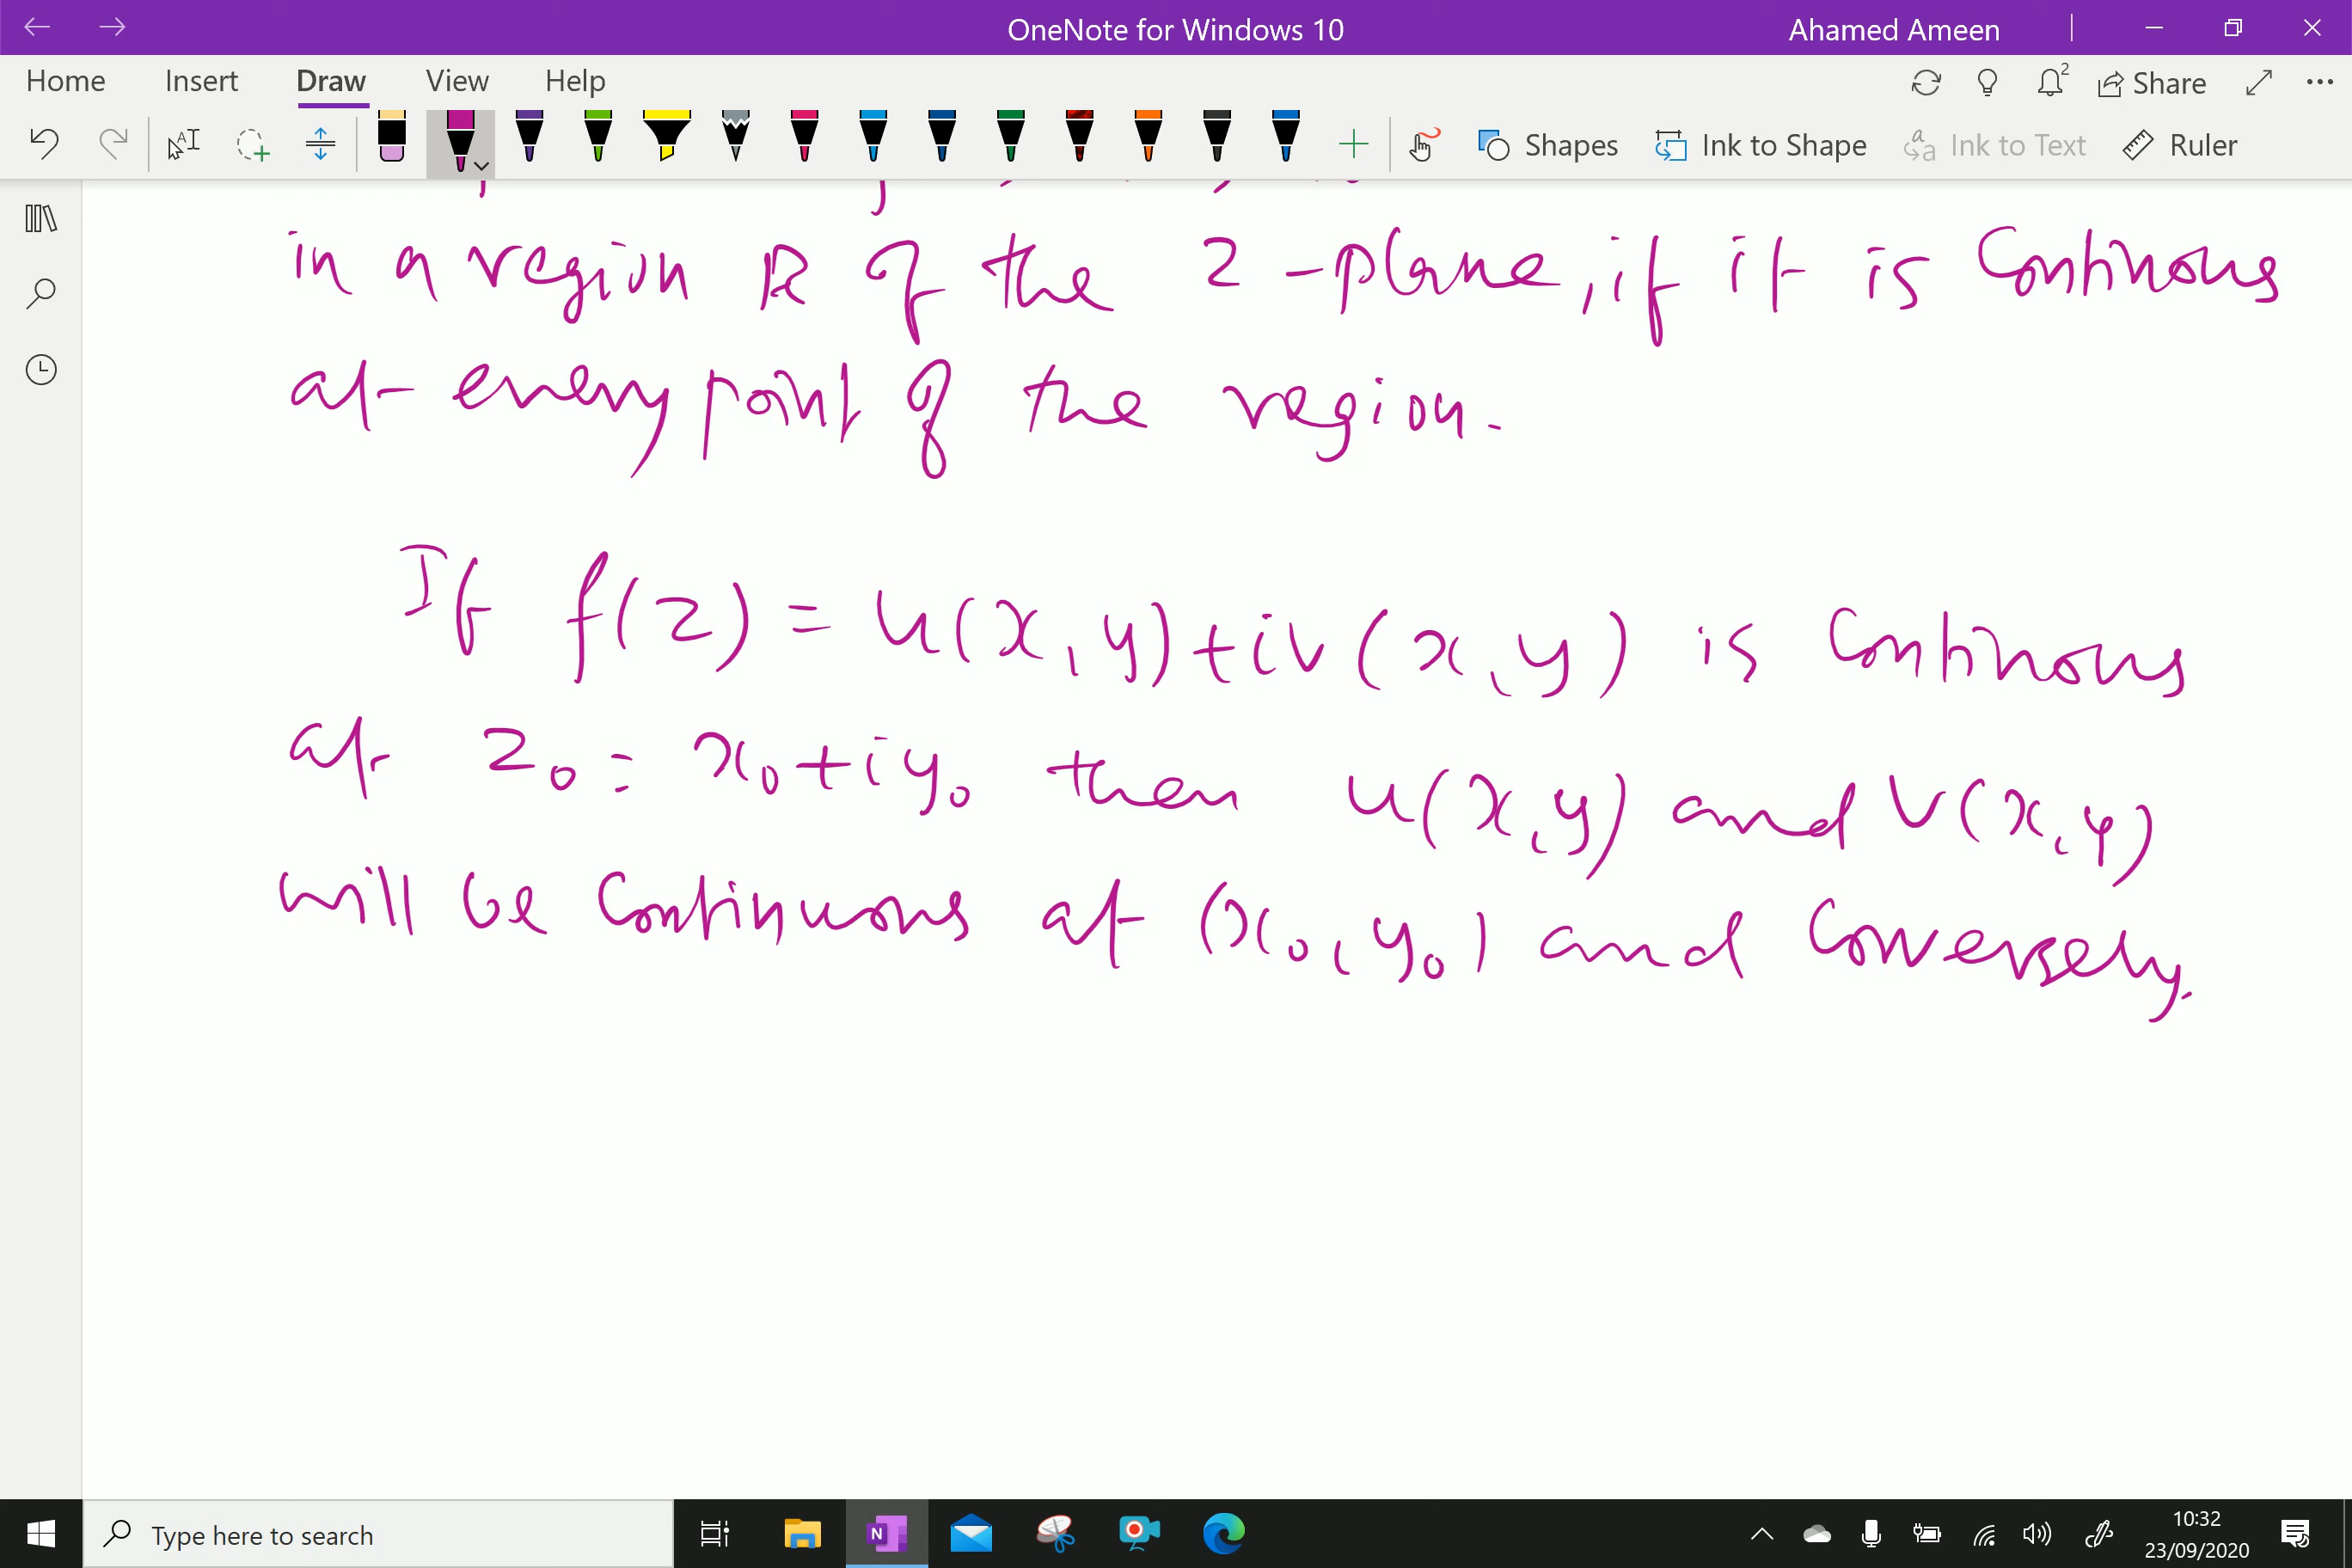 OneNote for Windows 10 Ahamed Ameen
Home Insert Draw View Help 2 Share
Shapes Ink to Shape Ink to Text Ruler
in a region R of the z-plane, if it is continous
at every point of the region.
If f(z) = u(x,y)+iv(x,y) is continous
at z₀ = x₀+iy₀ then u(x,y) and v(x,y)
will be continuous at (x₀,y₀) and conversely.
Type here to search
10:32
23/09/2020